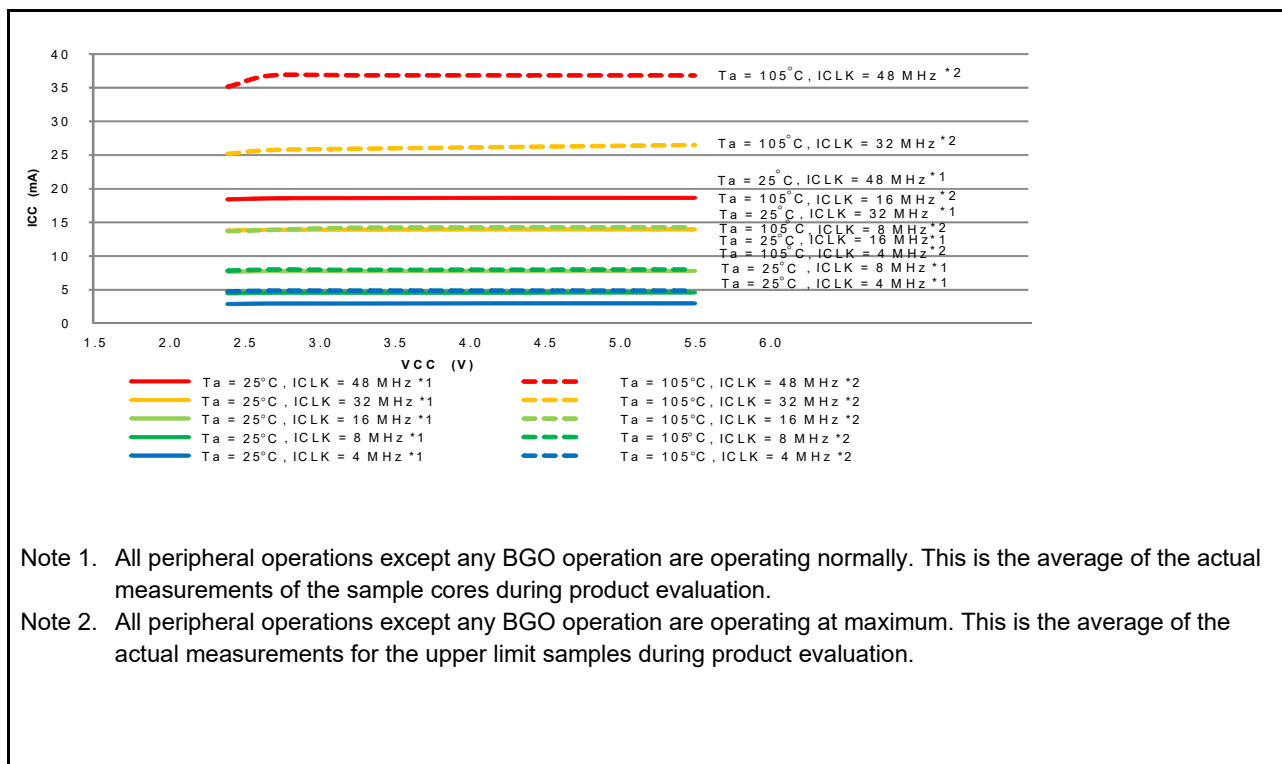 40
35
30
25
20
15
10
5
0
ICC (mA)
1.5 2.0 2.5 3.0 3.5 4.0 4.5 5.0 5.5 6.0
VCC (V)
Ta = 105°C, ICLK = 48 MHz *2
Ta = 105°C, ICLK = 32 MHz *2
Ta = 25°C, ICLK = 48 MHz *1
Ta = 105°C, ICLK = 16 MHz *2
Ta = 25°C, ICLK = 32 MHz *1
Ta = 105°C, ICLK = 8 MHz *2
Ta = 25°C, ICLK = 16 MHz *1
Ta = 105°C, ICLK = 4 MHz *2
Ta = 25°C, ICLK = 8 MHz *1
Ta = 25°C, ICLK = 4 MHz *1
Ta = 25°C, ICLK = 48 MHz *1 Ta = 105°C, ICLK = 48 MHz *2
Ta = 25°C, ICLK = 32 MHz *1 Ta = 105°C, ICLK = 32 MHz *2
Ta = 25°C, ICLK = 16 MHz *1 Ta = 105°C, ICLK = 16 MHz *2
Ta = 25°C, ICLK = 8 MHz *1 Ta = 105°C, ICLK = 8 MHz *2
Ta = 25°C, ICLK = 4 MHz *1 Ta = 105°C, ICLK = 4 MHz *2
Note 1. All peripheral operations except any BGO operation are operating normally. This is the average of the actual
measurements of the sample cores during product evaluation.
Note 2. All peripheral operations except any BGO operation are operating at maximum. This is the average of the
actual measurements for the upper limit samples during product evaluation.